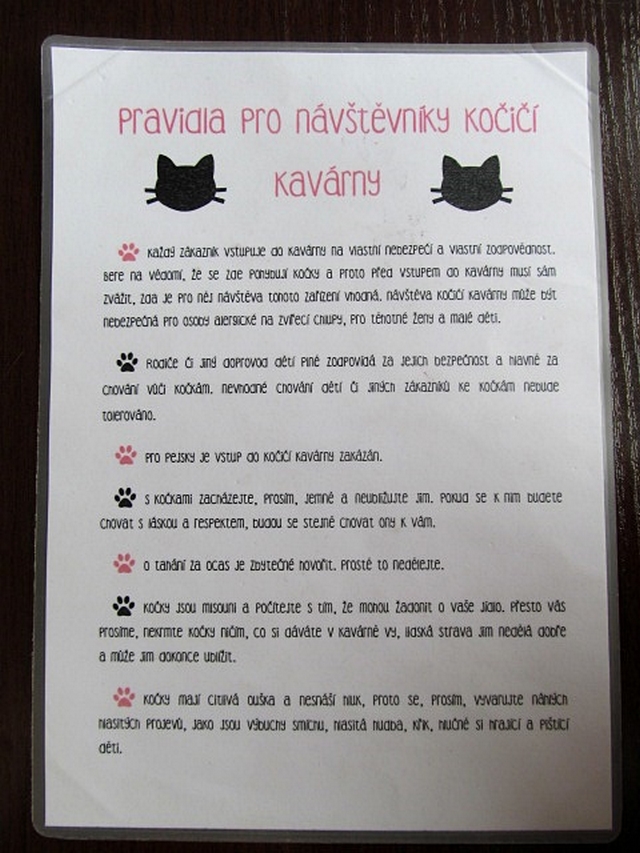 Pravidla pro návštěvníky kočičí
kavárny
Každý zákazník vstupuje do kavárny na vlastní nebezpečí a vlastní zodpovědnost.
Bere na vědomí, že se zde pohybují kočky a proto před vstupem do kavárny musí sám
zvážit, zda je pro něj návštěva tohoto zařízení vhodná. Návštěva kočičí kavárny může být
nebezpečná pro osoby alergické na zvířecí chlupy, pro těhotné ženy a malé děti.
Rodiče či jiný doprovod dětí plně zodpovídá za jejich bezpečnost a hlavně za
chování vůči kočkám. Nevhodné chování dětí či jiných zákazníků ke kočkám nebude
tolerováno.
Pro pejsky je vstup do kočičí kavárny zakázán.
S kočkami zacházejte, prosím, jemně a neubližujte jim. Pokud se k nim budete
chovat s láskou a respektem, budou se stejně chovat ony k vám.
O tahání za ocas je zbytečné hovořit. Prostě to nedělejte.
Kočky jsou mlsouni a počítejte s tím, že mohou žadonit o vaše jídlo. Přesto vás
prosíme, nekrmte kočky ničím, co si dáváte v kavárně vy, lidská strava jim nedělá dobře
a může jim dokonce ublížit.
Kočky mají citlivá ouška a nesnáší hluk, proto se, prosím, vyvarujte náhlých
hlasitých projevů, jako jsou výbuchy smíchu, hlasitá hudba, křik, hlučně si hrající a pištící
děti.